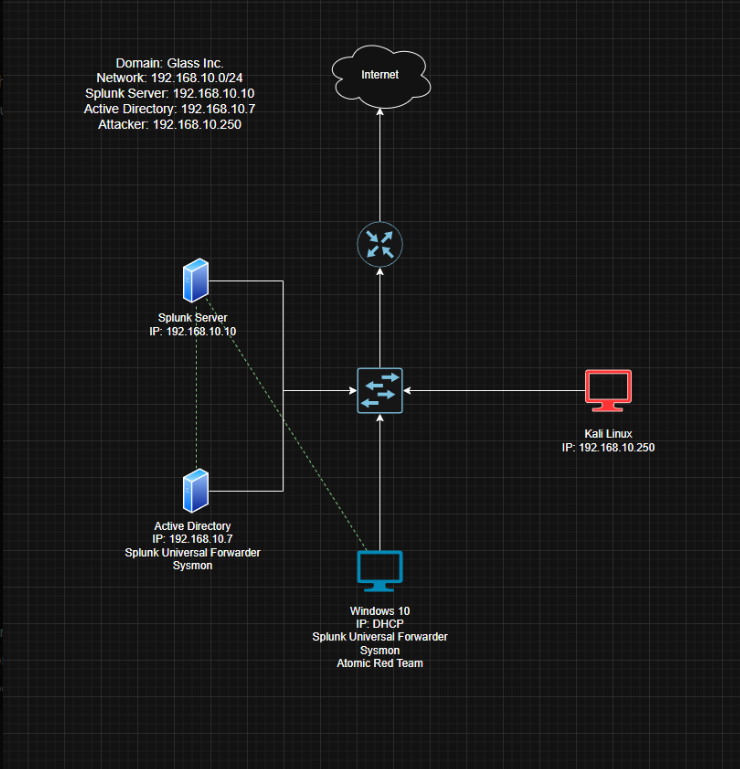 Domain: Glass Inc.
Network: 192.168.10.0/24
Splunk Server: 192.168.10.10
Active Directory: 192.168.10.7
Attacker: 192.168.10.250
Internet
Splunk Server
IP: 192.168.10.10
Kali Linux
IP: 192.168.10.250
Active Directory
IP: 192.168.10.7
Splunk Universal Forwarder
Sysmon
Windows 10
IP: DHCP
Splunk Universal Forwarder
Sysmon
Atomic Red Team